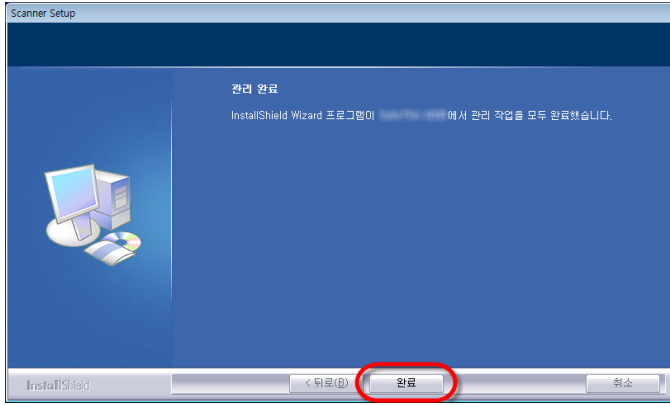 Scanner Setup
관리 완료
InstallShield Wizard 프로그램이 에서 관리 작업을 모두 완료했습니다.
InstallShield
< 뒤로(B)
완료
취소